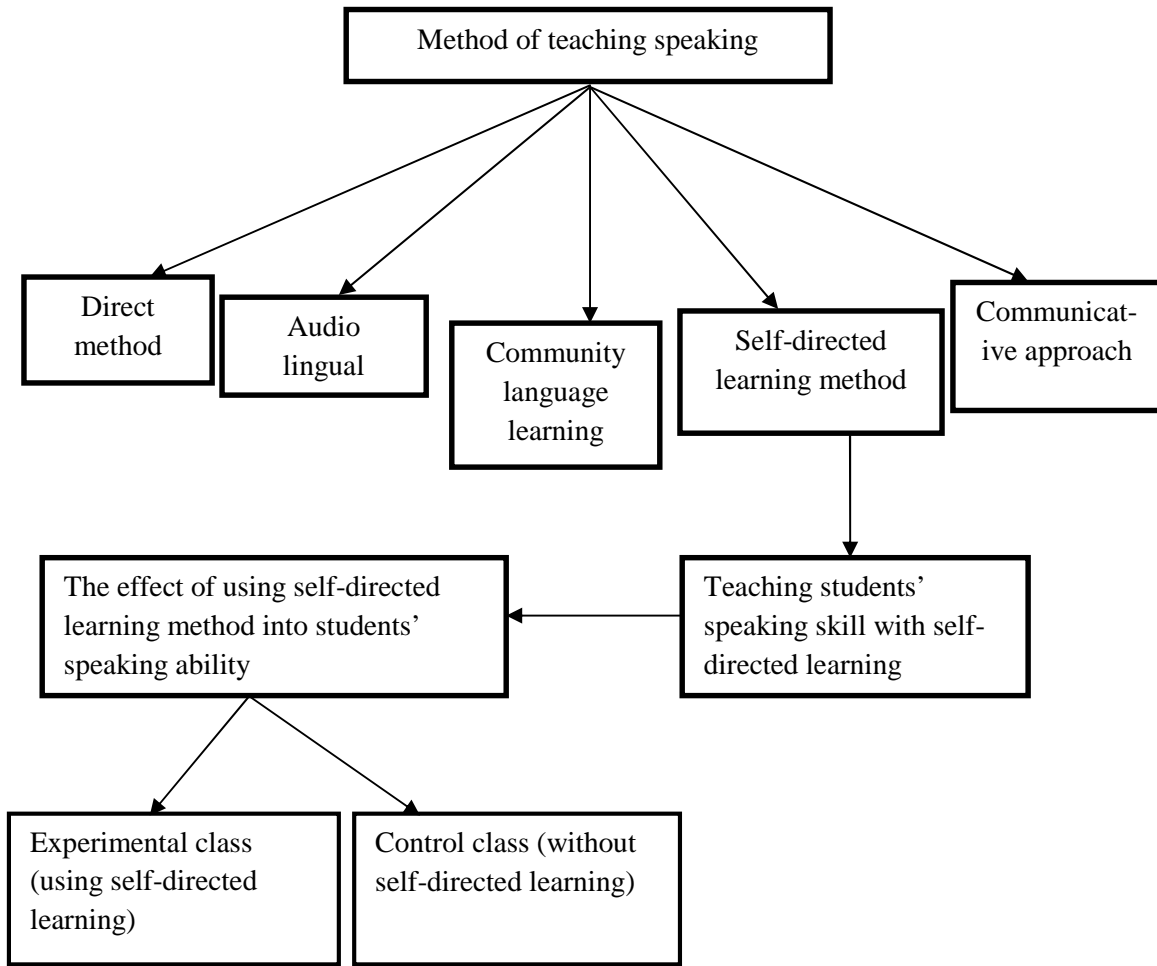 Method of teaching speaking
Direct
method
Audio
lingual
Community
language
learning
Self-directed
learning method
Communicat-
ive approach
The effect of using self-directed
learning method into students’
speaking ability
Teaching students’
speaking skill with self-
directed learning
Experimental class
(using self-directed
learning)
Control class (without
self-directed learning)